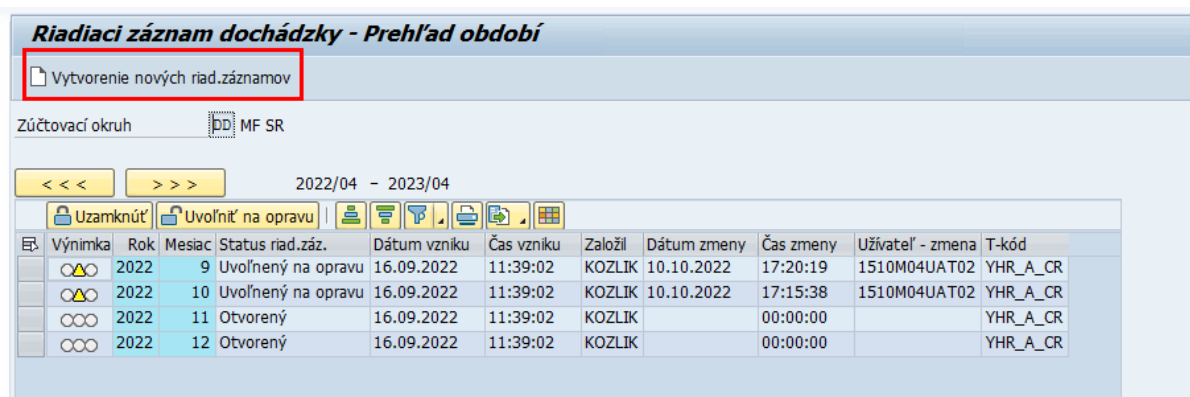 Riadiaci záznam dochádzky - Prehľad období
Vytvorenie nových riad.záznamov
Zúčtovací okruh DD MF SR
< < < > > > 2022/04 - 2023/04
Uzamknúť Uvoľniť na opravu
Výnimka Rok Mesiac Status riad.záz. Dátum vzniku Čas vzniku Založil Dátum zmeny Čas zmeny Užívateľ - zmena T-kód
2022 9 Uvoľnený na opravu 16.09.2022 11:39:02 KOZLIK 10.10.2022 17:20:19 1510M04UAT02 YHR_A_CR
2022 10 Uvoľnený na opravu 16.09.2022 11:39:02 KOZLIK 10.10.2022 17:15:38 1510M04UAT02 YHR_A_CR
2022 11 Otvorený 16.09.2022 11:39:02 KOZLIK 00:00:00 YHR_A_CR
2022 12 Otvorený 16.09.2022 11:39:02 KOZLIK 00:00:00 YHR_A_CR